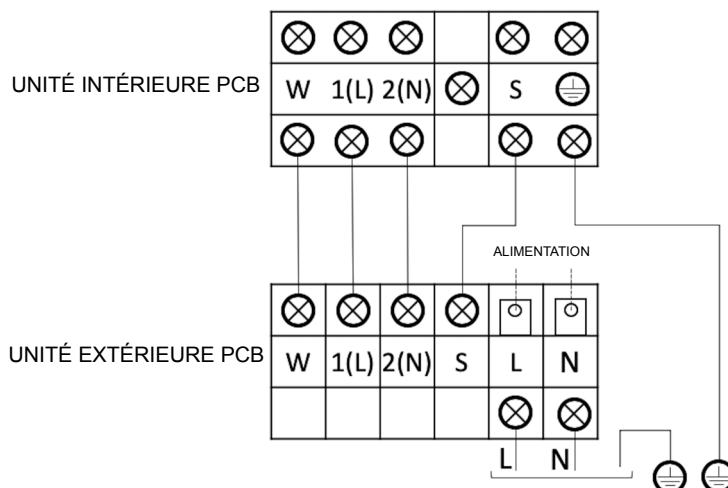 UNITÉ INTÉRIEURE PCB
W 1(L) 2(N) S
ALIMENTATION
UNITÉ EXTÉRIEURE PCB
W 1(L) 2(N) S L N
L N